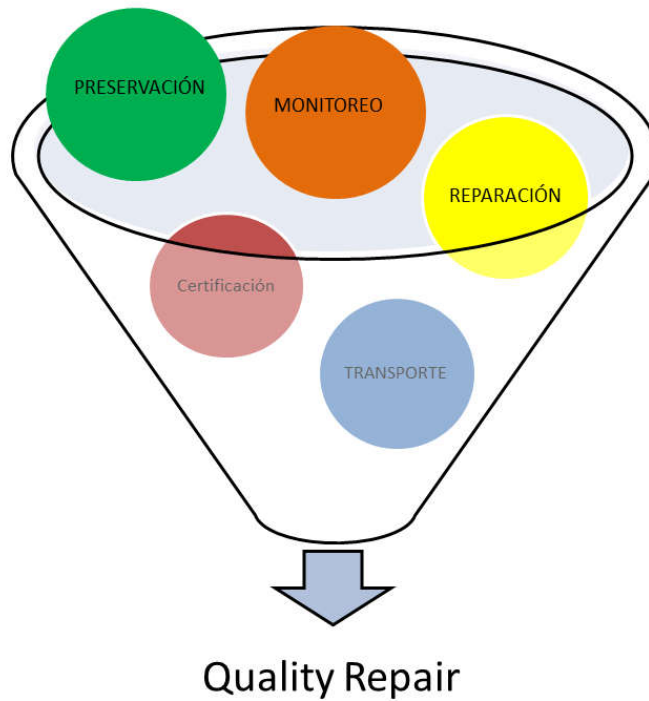 PRESERVACIÓN
MONITOREO
REPARACIÓN
Certificación
TRANSPORTE
Quality Repair